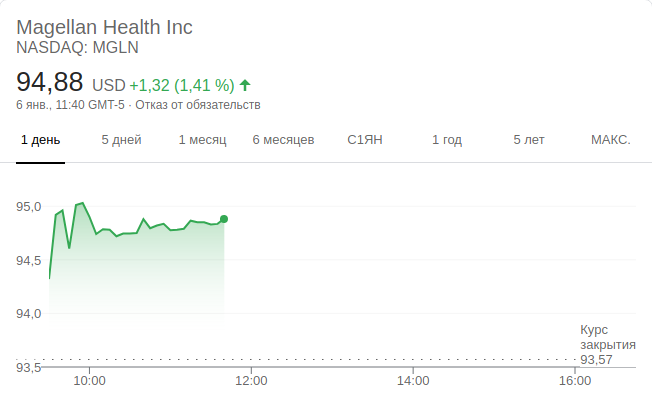 Magellan Health Inc
NASDAQ: MGLN
94,88 USD +1,32 (1,41 %)
6 янв., 11:40 GMT-5 · Отказ от обязательств
1 день 5 дней 1 месяц 6 месяцев С1ЯН 1 год 5 лет МАКС.
95,0
94,5
94,0
Курс
закрытия
93,57
93,5
10:00 12:00 14:00 16:00